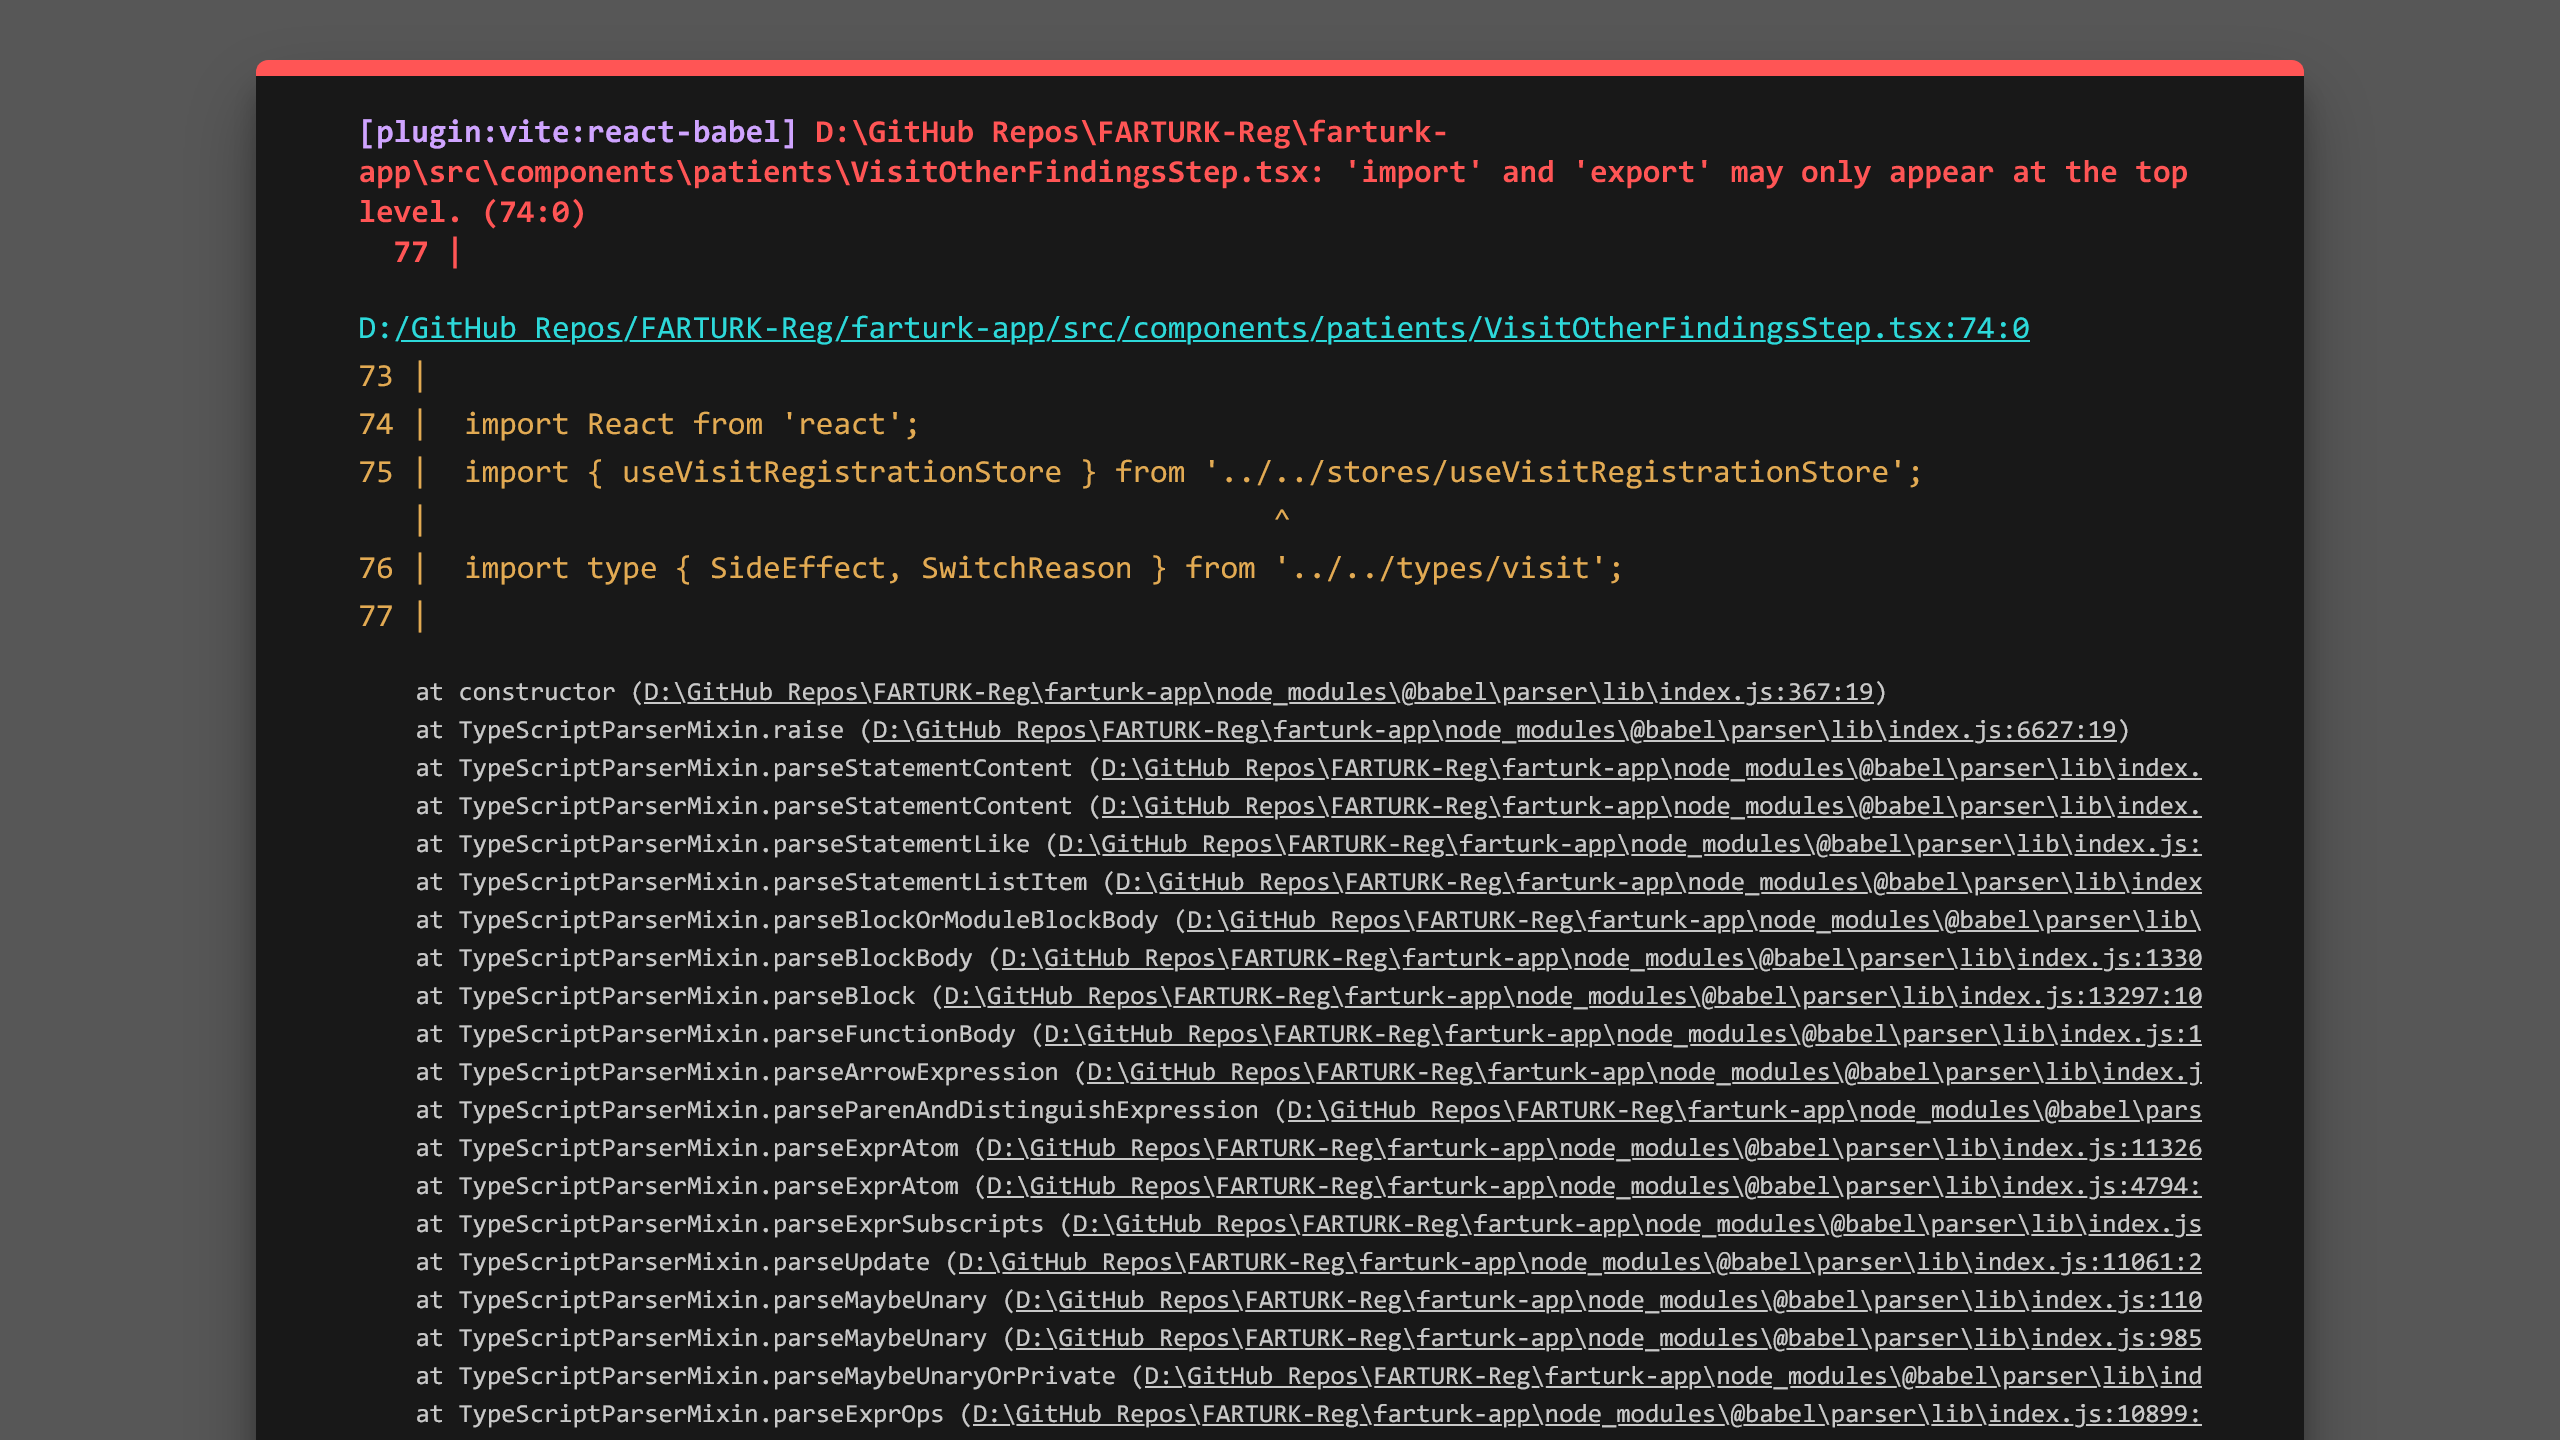 [plugin:vite:react-babel] D:\GitHub Repos\FARTURK-Reg\farturk-
app\src\components\patients\VisitOtherFindingsStep.tsx: 'import' and 'export' may only appear at the top
level. (74:0)
  77 |
D:/GitHub Repos/FARTURK-Reg/farturk-app/src/components/patients/VisitOtherFindingsStep.tsx:74:0
73 |
74 |  import React from 'react';
75 |  import { useVisitRegistrationStore } from '../../stores/useVisitRegistrationStore';
   |                                                 ^
76 |  import type { SideEffect, SwitchReason } from '../../types/visit';
77 |
at constructor (D:\GitHub Repos\FARTURK-Reg\farturk-app\node_modules\@babel\parser\lib\index.js:367:19)
at TypeScriptParserMixin.raise (D:\GitHub Repos\FARTURK-Reg\farturk-app\node_modules\@babel\parser\lib\index.js:6627:19)
at TypeScriptParserMixin.parseStatementContent (D:\GitHub Repos\FARTURK-Reg\farturk-app\node_modules\@babel\parser\lib\index.
at TypeScriptParserMixin.parseStatementContent (D:\GitHub Repos\FARTURK-Reg\farturk-app\node_modules\@babel\parser\lib\index.
at TypeScriptParserMixin.parseStatementLike (D:\GitHub Repos\FARTURK-Reg\farturk-app\node_modules\@babel\parser\lib\index.js:
at TypeScriptParserMixin.parseStatementListItem (D:\GitHub Repos\FARTURK-Reg\farturk-app\node_modules\@babel\parser\lib\index
at TypeScriptParserMixin.parseBlockOrModuleBlockBody (D:\GitHub Repos\FARTURK-Reg\farturk-app\node_modules\@babel\parser\lib\
at TypeScriptParserMixin.parseBlockBody (D:\GitHub Repos\FARTURK-Reg\farturk-app\node_modules\@babel\parser\lib\index.js:1330
at TypeScriptParserMixin.parseBlock (D:\GitHub Repos\FARTURK-Reg\farturk-app\node_modules\@babel\parser\lib\index.js:13297:10
at TypeScriptParserMixin.parseFunctionBody (D:\GitHub Repos\FARTURK-Reg\farturk-app\node_modules\@babel\parser\lib\index.js:1
at TypeScriptParserMixin.parseArrowExpression (D:\GitHub Repos\FARTURK-Reg\farturk-app\node_modules\@babel\parser\lib\index.j
at TypeScriptParserMixin.parseParenAndDistinguishExpression (D:\GitHub Repos\FARTURK-Reg\farturk-app\node_modules\@babel\pars
at TypeScriptParserMixin.parseExprAtom (D:\GitHub Repos\FARTURK-Reg\farturk-app\node_modules\@babel\parser\lib\index.js:11326
at TypeScriptParserMixin.parseExprAtom (D:\GitHub Repos\FARTURK-Reg\farturk-app\node_modules\@babel\parser\lib\index.js:4794:
at TypeScriptParserMixin.parseExprSubscripts (D:\GitHub Repos\FARTURK-Reg\farturk-app\node_modules\@babel\parser\lib\index.js
at TypeScriptParserMixin.parseUpdate (D:\GitHub Repos\FARTURK-Reg\farturk-app\node_modules\@babel\parser\lib\index.js:11061:2
at TypeScriptParserMixin.parseMaybeUnary (D:\GitHub Repos\FARTURK-Reg\farturk-app\node_modules\@babel\parser\lib\index.js:110
at TypeScriptParserMixin.parseMaybeUnary (D:\GitHub Repos\FARTURK-Reg\farturk-app\node_modules\@babel\parser\lib\index.js:985
at TypeScriptParserMixin.parseMaybeUnaryOrPrivate (D:\GitHub Repos\FARTURK-Reg\farturk-app\node_modules\@babel\parser\lib\ind
at TypeScriptParserMixin.parseExprOps (D:\GitHub Repos\FARTURK-Reg\farturk-app\node_modules\@babel\parser\lib\index.js:10899: